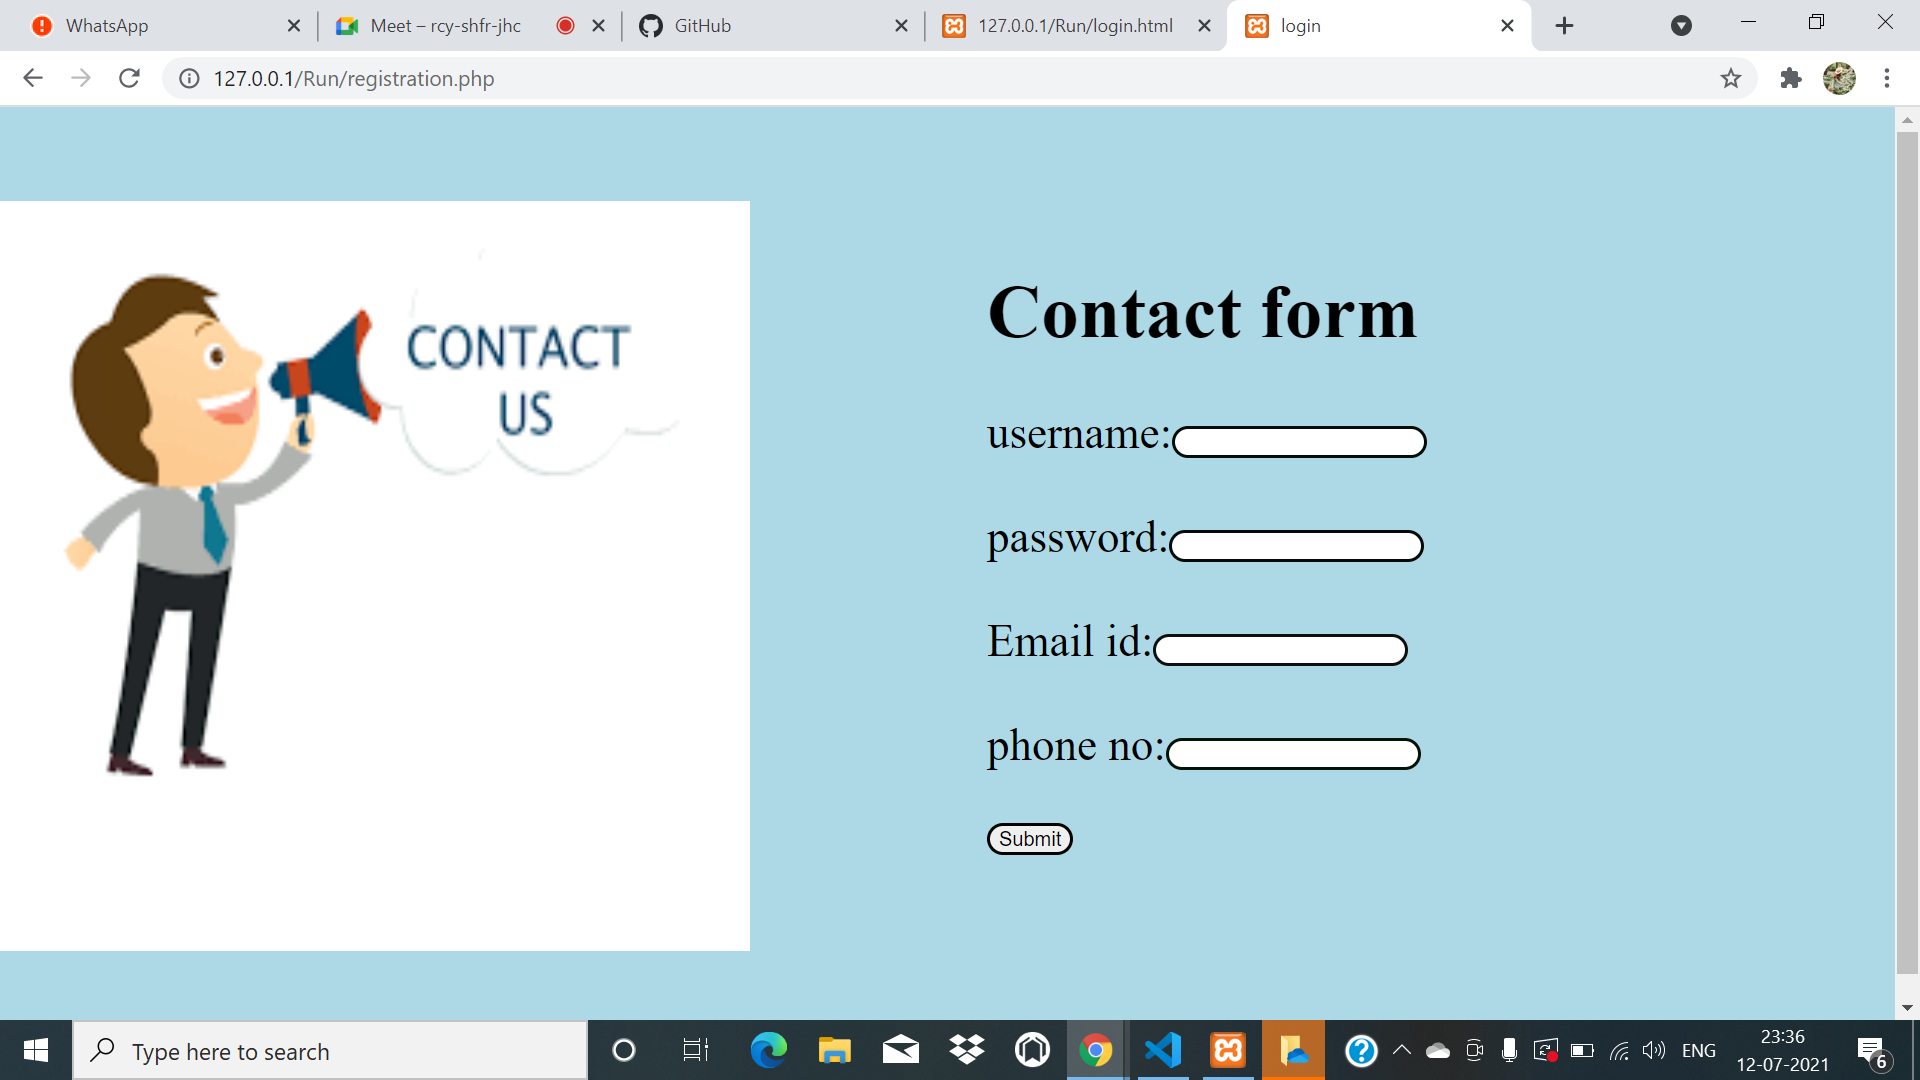 WhatsApp
Meet – rcy-shfr-jhc
GitHub
127.0.0.1/Run/login.html
login
127.0.0.1/Run/registration.php
CONTACT
US
Contact form
username:
password:
Email id:
phone no:
Submit
Type here to search
ENG
23:36
12-07-2021
6